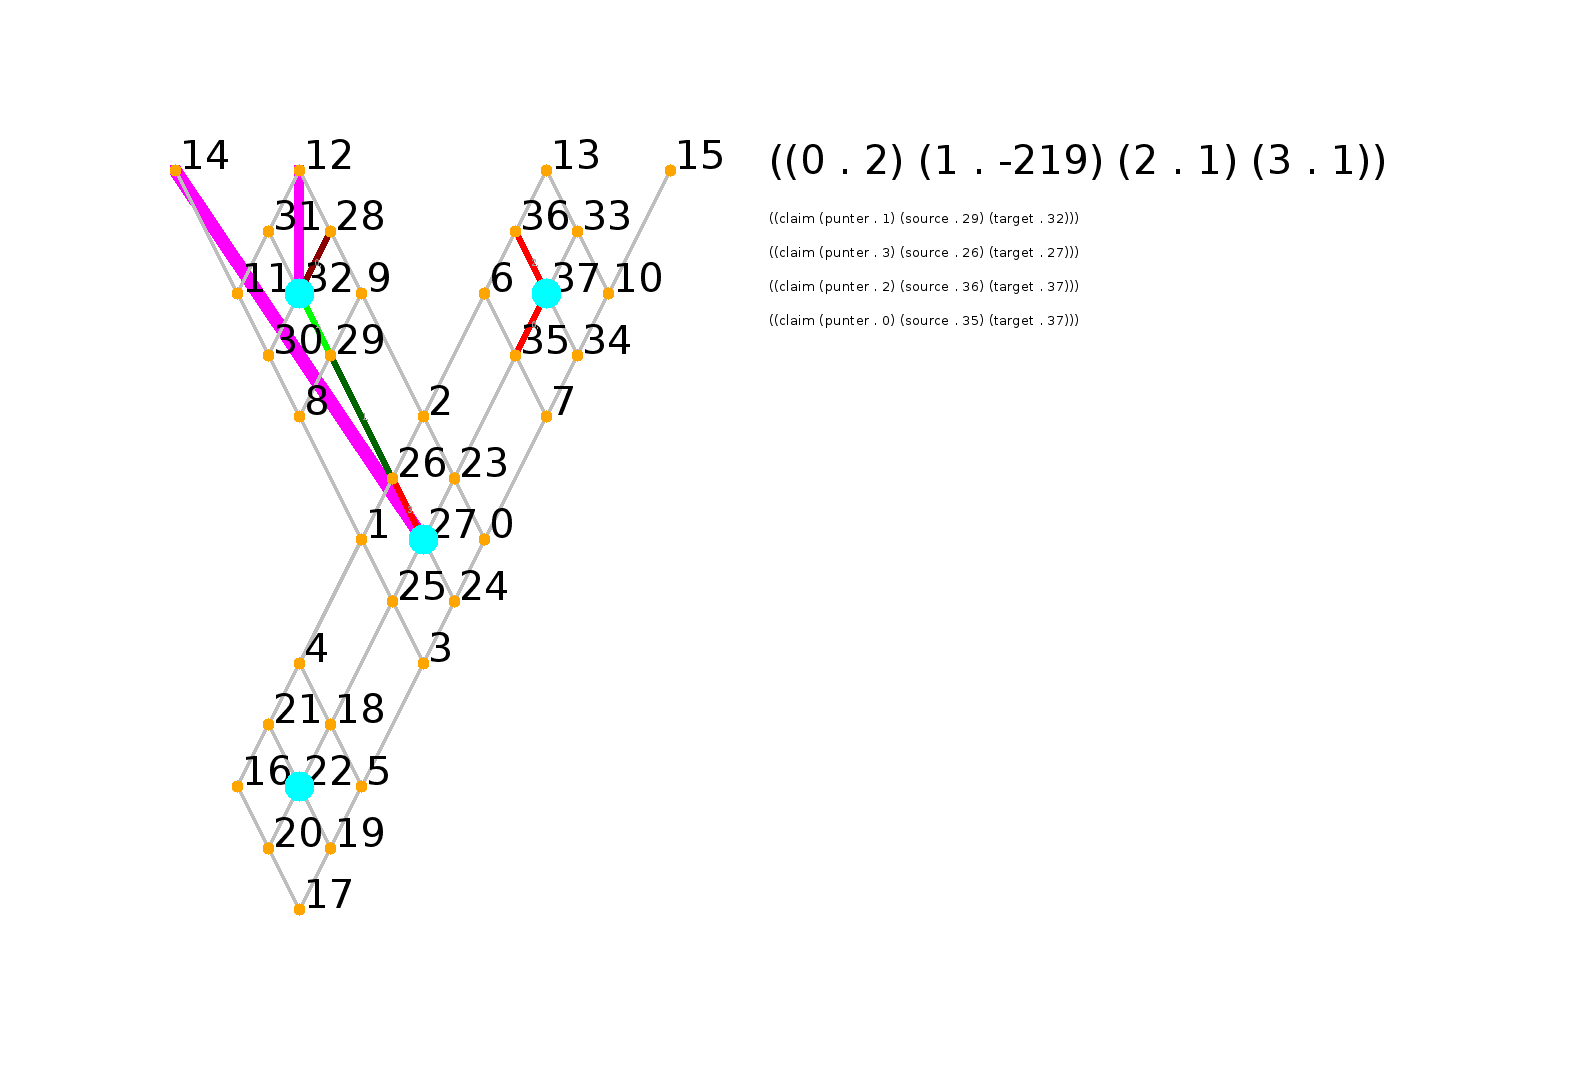 14 12 13 15 ((0 . 2) (1 . -219) (2 . 1) (3 . 1))
31 28 36 33 ((claim (punter . 1) (source . 29) (target . 32)))
((claim (punter . 3) (source . 26) (target . 27)))
11 32 9 6 37 10 ((claim (punter . 2) (source . 36) (target . 37)))
30 29 35 34 ((claim (punter . 0) (source . 35) (target . 37)))
8 2 7
26 23
1 27 0
25 24
4 3
21 18
16 22 5
20 19
17